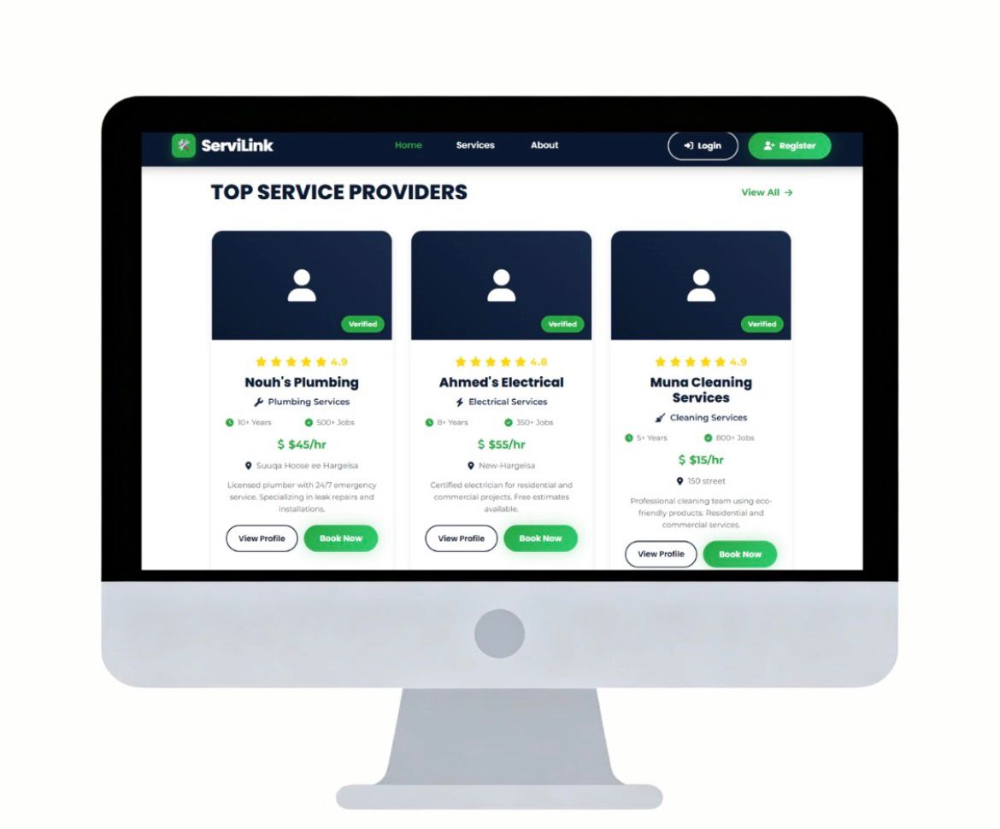 ServiLink
Home Services About
Login Register
TOP SERVICE PROVIDERS
View All →
Verified
4.9
Nouh's Plumbing
Plumbing Services
10+ Years 500+ Jobs
$ $45/hr
Suuqa Hoose ee Hargeisa
Licensed plumber with 24/7 emergency
service. Specializing in leak repairs and
installations.
View Profile Book Now
Verified
4.8
Ahmed's Electrical
Electrical Services
8+ Years 350+ Jobs
$ $55/hr
New-Hargeisa
Certified electrician for residential and
commercial projects. Free estimates
available.
View Profile Book Now
Verified
4.9
Muna Cleaning
Services
Cleaning Services
5+ Years 800+ Jobs
$ $15/hr
150 street
Professional cleaning team using eco-
friendly products. Residential and
commercial services.
View Profile Book Now